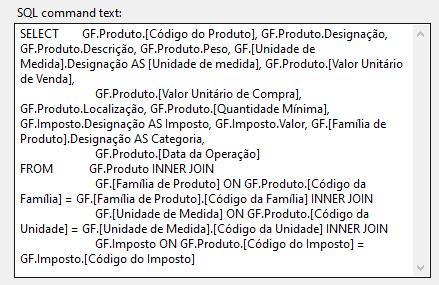 SQL command text:
SELECT GF.Produto.[Código do Produto], GF.Produto.Designação,
GF.Produto.Descrição, GF.Produto.Peso, GF.[Unidade de
Medida].Designação AS [Unidade de medida], GF.Produto.[Valor Unitário
de Venda],
GF.Produto.[Valor Unitário de Compra],
GF.Produto.Localização, GF.Produto.[Quantidade Mínima],
GF.Imposto.Designação AS Imposto, GF.Imposto.Valor, GF.[Família de
Produto].Designação AS Categoria,
GF.Produto.[Data da Operação]
FROM GF.Produto INNER JOIN
GF.[Família de Produto] ON GF.Produto.[Código da
Família] = GF.[Família de Produto].[Código da Família] INNER JOIN
GF.[Unidade de Medida] ON GF.Produto.[Código da
Unidade] = GF.[Unidade de Medida].[Código da Unidade] INNER JOIN
GF.Imposto ON GF.Produto.[Código do Imposto] =
GF.Imposto.[Código do Imposto]